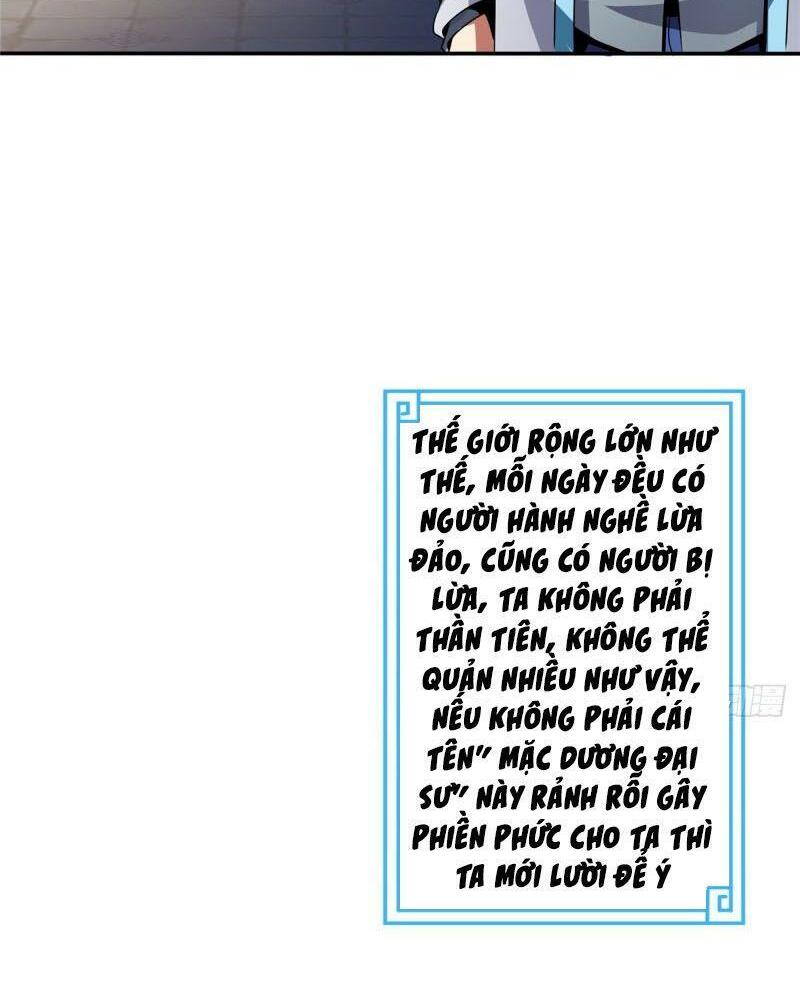 THẾ GIỚI RỘNG LỚN NHƯ
THẾ, MỖI NGÀY ĐỀU CÓ
NGƯỜI HÀNH NGHỀ LỪA
ĐẢO, CŨNG CÓ NGƯỜI BỊ
LỪA, TA KHÔNG PHẢI
THẦN TIÊN, KHÔNG THỂ
QUẢN NHIỀU NHƯ VẬY,
NẾU KHÔNG PHẢI CÁI
TÊN" MẶC DƯƠNG ĐẠI
SƯ" NÀY RẢNH RỖI GÂY
PHIỀN PHỨC CHO TA THÌ
TA MỚI LƯỜI ĐỂ Ý
动漫